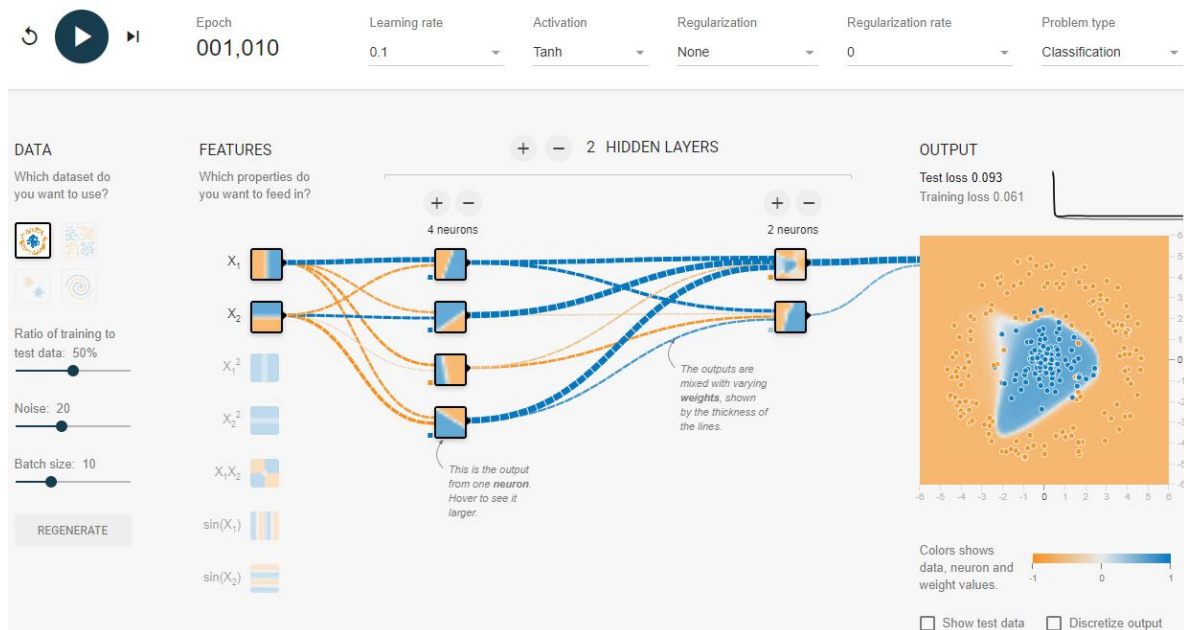 Epoch
001,010
Learning rate
0.1
Activation
Tanh
Regularization
None
Regularization rate
0
Problem type
Classification
DATA
Which dataset do
you want to use?
Ratio of training to
test data: 50%
Noise: 20
Batch size: 10
REGENERATE
FEATURES
Which properties do
you want to feed in?
X1
X2
X1²
X2²
X1X2
sin(X1)
sin(X2)
+ − 2 HIDDEN LAYERS
+ −
4 neurons
+ −
2 neurons
This is the output
from one neuron.
Hover to see it
larger.
The outputs are
mixed with varying
weights, shown
by the thickness of
the lines.
OUTPUT
Test loss 0.093
Training loss 0.061
6
5
4
3
2
1
0
-1
-2
-3
-4
-5
-6
-6 -5 -4 -3 -2 -1 0 1 2 3 4 5 6
Colors shows
data, neuron and
weight values.
-1 0 1
Show test data
Discretize output